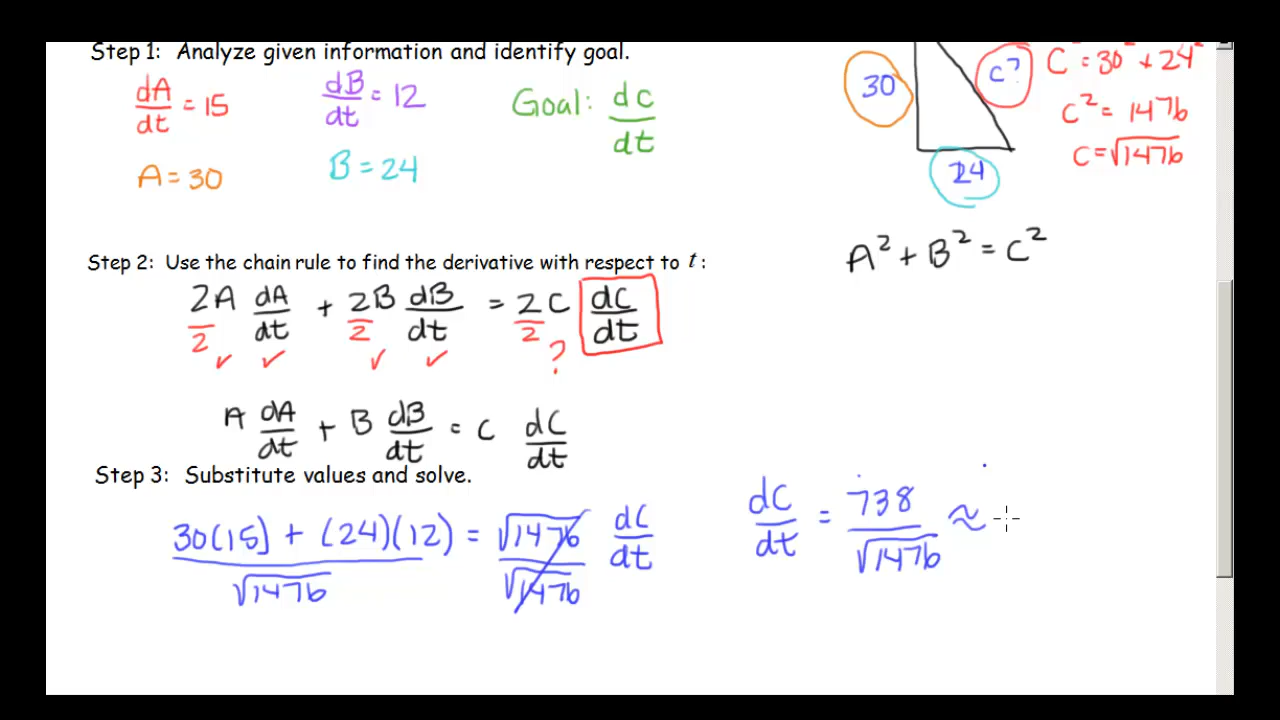 Step 1: Analyze given information and identify goal.
dA/dt = 15
dB/dt = 12
Goal: dC/dt
A = 30
B = 24
30
C?
24
C² = 30² + 24²
C² = 1476
C = √1476
A² + B² = C²
Step 2: Use the chain rule to find the derivative with respect to t:
2A dA/dt + 2B dB/dt = 2C dC/dt
2 2 2
✓ ✓ ✓ ✓ ?
A dA/dt + B dB/dt = C dC/dt
Step 3: Substitute values and solve.
30(15) + (24)(12) = √1476 dC/dt
√1476 √1476
dC/dt = 738/√1476 ≈